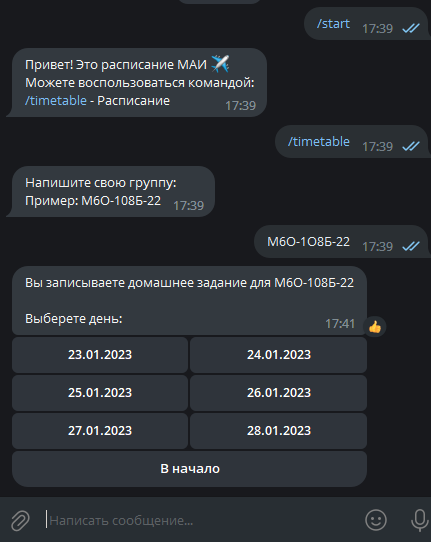 /start 17:39
Привет! Это расписание МАИ ✈️
Можете воспользоваться командой:
/timetable - Расписание 17:39
/timetable 17:39
Напишите свою группу:
Пример: М6О-108Б-22 17:39
М6О-1О8Б-22 17:39
Вы записываете домашнее задание для М6О-108Б-22
Выберете день: 17:41 👍
23.01.2023 24.01.2023
25.01.2023 26.01.2023
27.01.2023 28.01.2023
В начало
Написать сообщение...